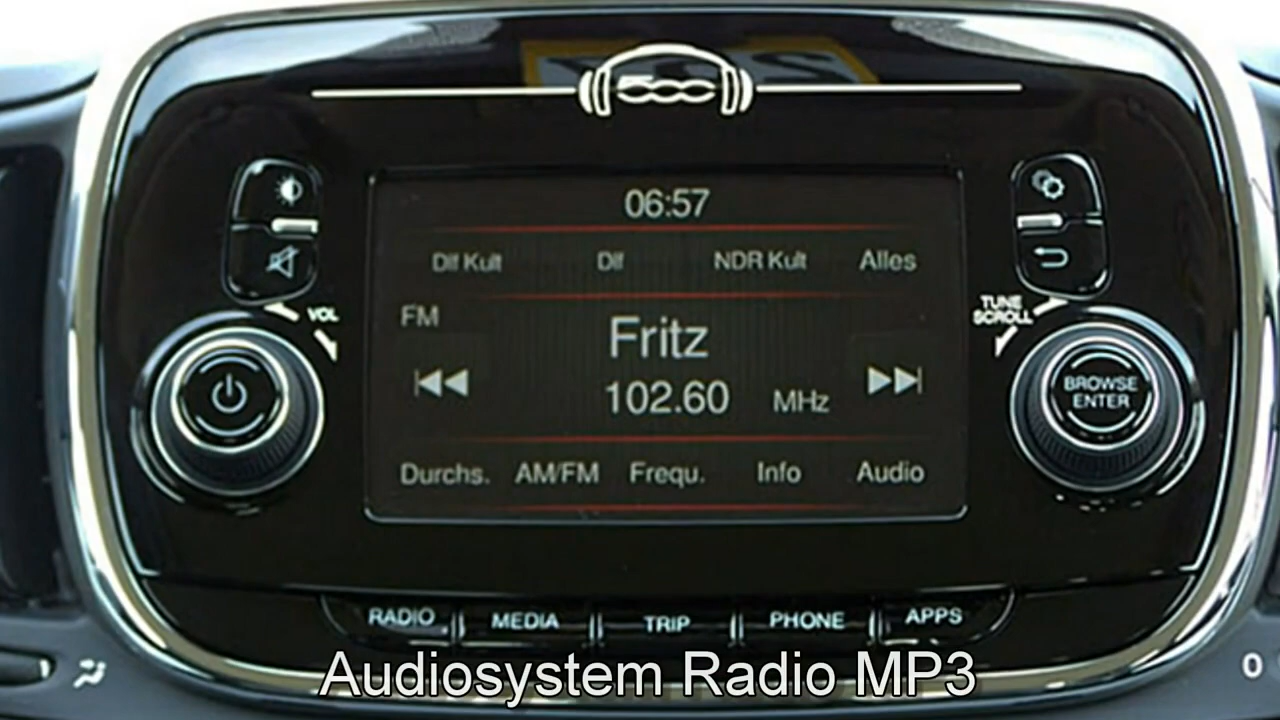 500
06:57
Dlf Kult Dlf NDR Kult Alles
VOL
TUNE
SCROLL
FM
Fritz
102.60 MHz
BROWSE
ENTER
Durchs. AM/FM Frequ. Info Audio
RADIO MEDIA TRIP PHONE APPS
Audiosystem Radio MP3
0